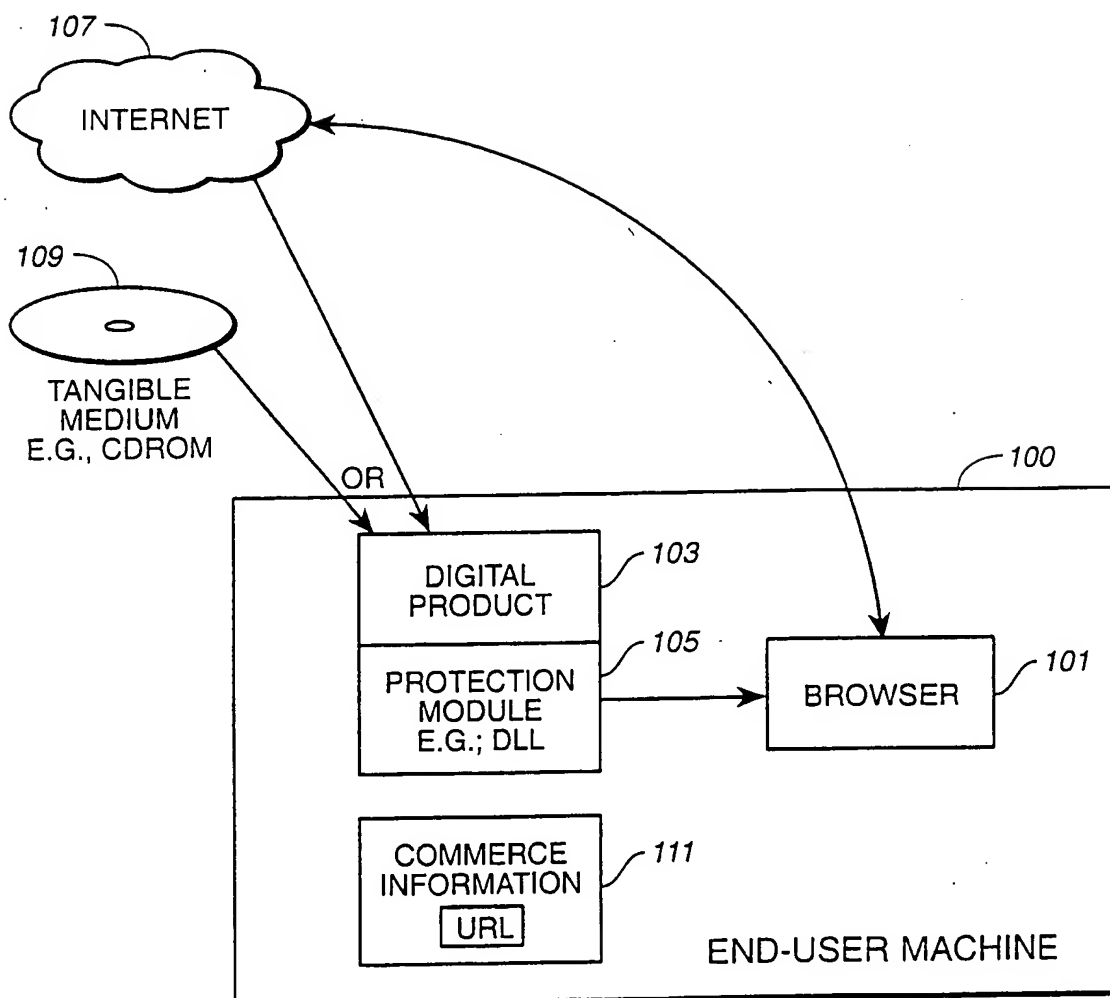 107
INTERNET
109
TANGIBLE
MEDIUM
E.G., CDROM
OR
100
DIGITAL
PRODUCT
103
PROTECTION
MODULE
E.G.; DLL
105
BROWSER
101
COMMERCE
INFORMATION
URL
111
END-USER MACHINE